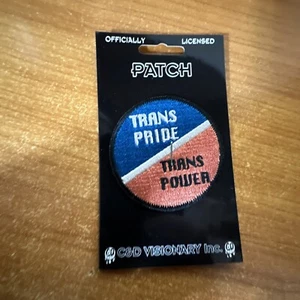 OFFICIALLY LICENSED
PATCH
TRANS
PRIDE
TRANS
POWER
C&D VISIONARY Inc.